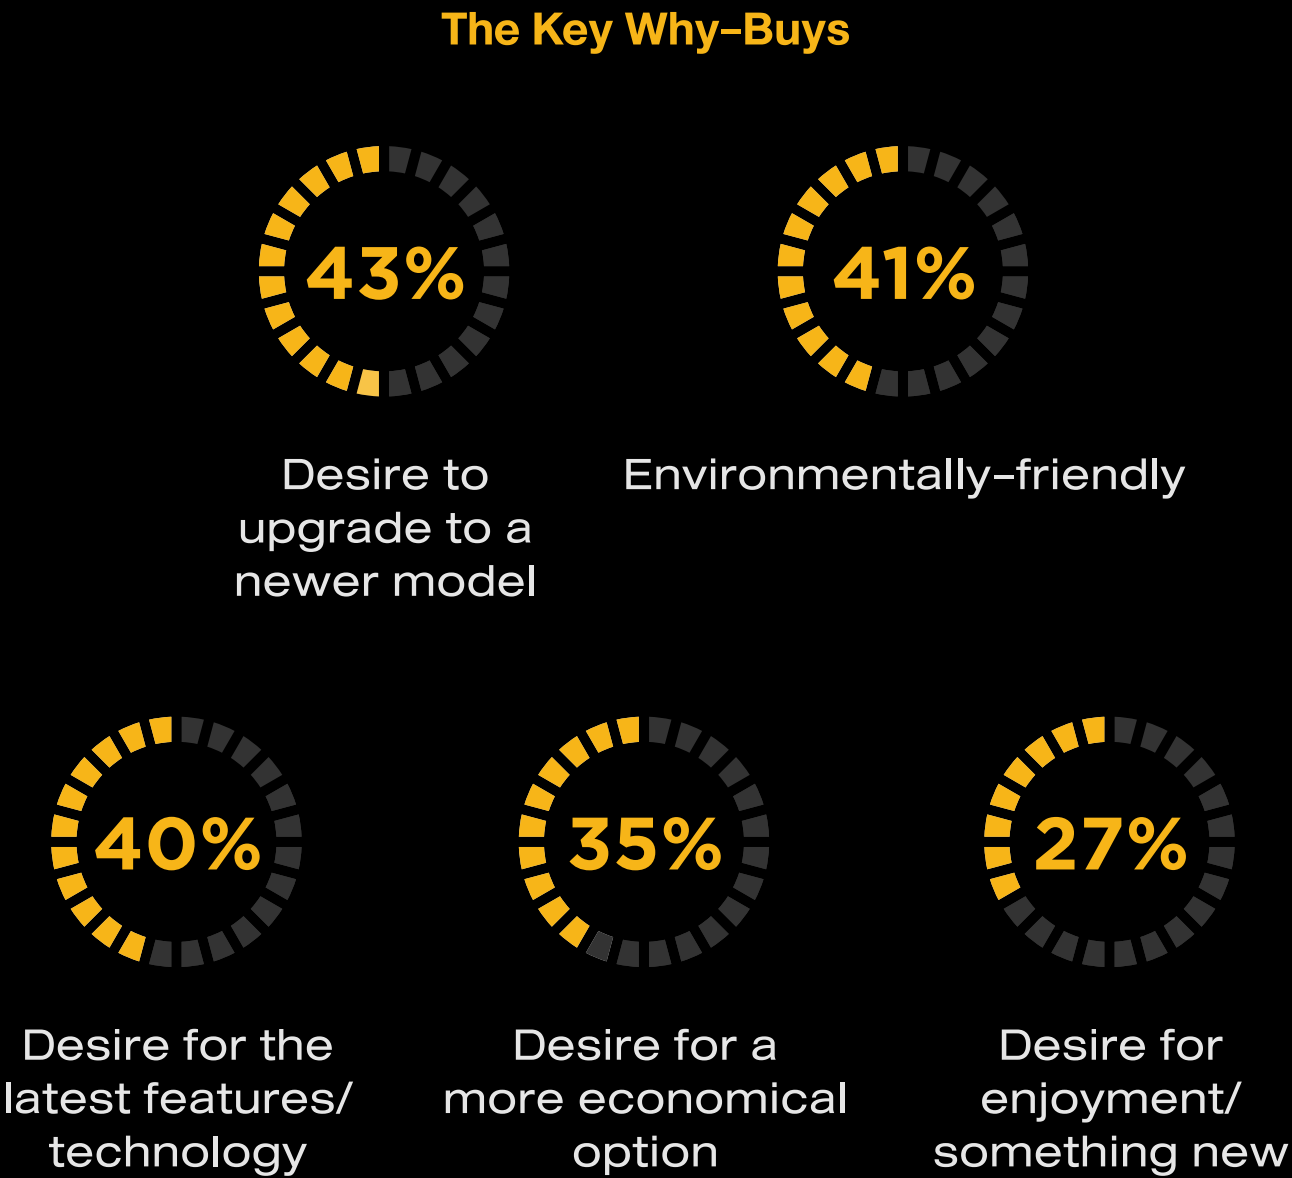 The Key Why–Buys
43%
41%
Desire to
upgrade to a
newer model
Environmentally–friendly
40%
35%
27%
Desire for the
latest features/
technology
Desire for a
more economical
option
Desire for
enjoyment/
something new